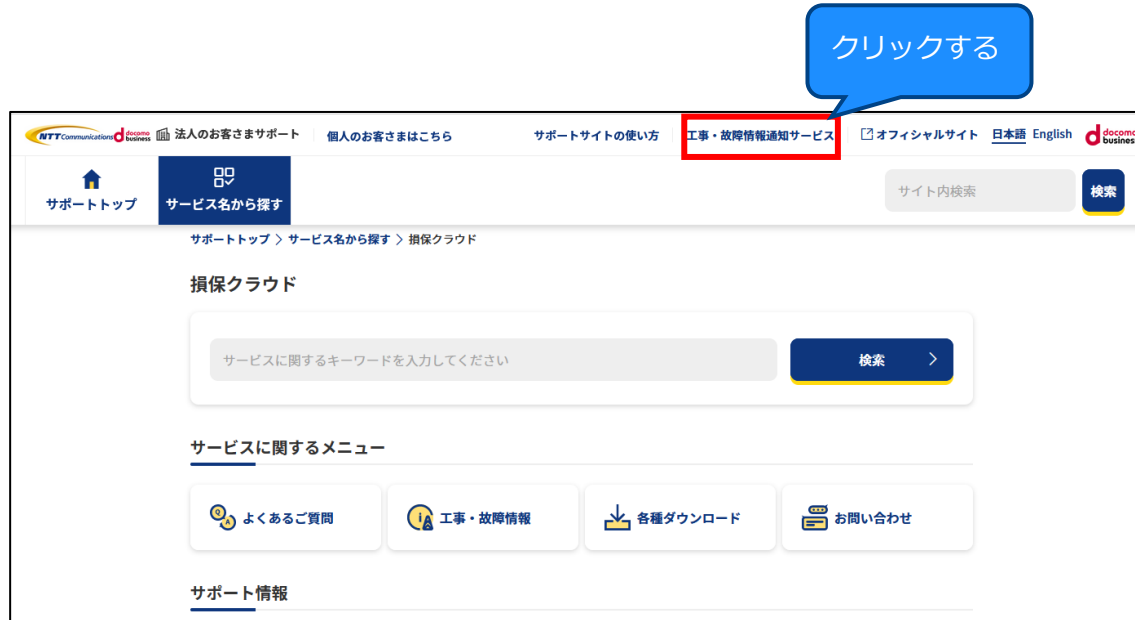 クリックする
NTT Communications docomo business 法人のお客さまサポート 個人のお客さまはこちら サポートサイトの使い方 工事・故障情報通知サービス オフィシャルサイト 日本語 English docomo business
サポートトップ サービス名から探す サイト内検索 検索
サポートトップ 〉 サービス名から探す 〉 損保クラウド
損保クラウド
サービスに関するキーワードを入力してください 検索
サービスに関するメニュー
よくあるご質問 工事・故障情報 各種ダウンロード お問い合わせ
サポート情報